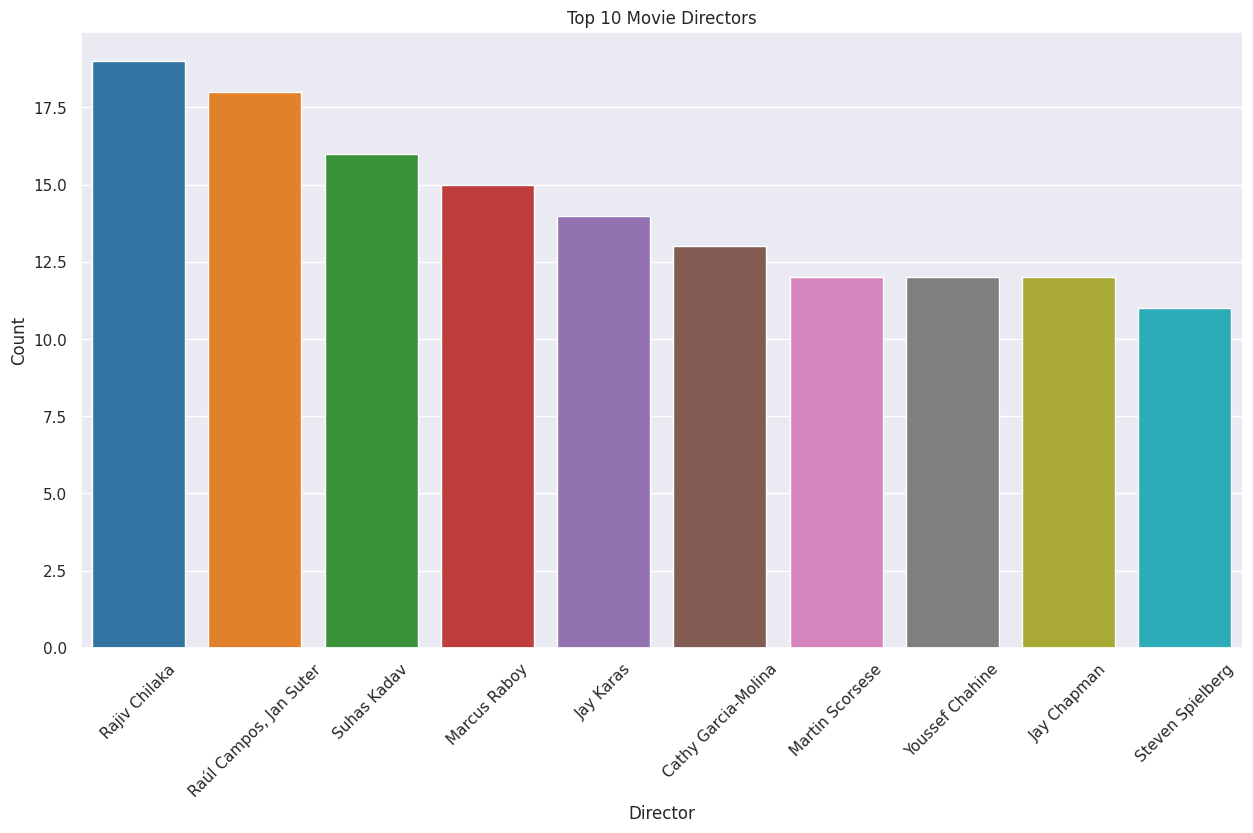 Top 10 Movie Directors
Count
17.5
15.0
12.5
10.0
7.5
5.0
2.5
0.0
Rajiv Chilaka
Raúl Campos, Jan Suter
Suhas Kadav
Marcus Raboy
Jay Karas
Cathy Garcia-Molina
Martin Scorsese
Youssef Chahine
Jay Chapman
Steven Spielberg
Director